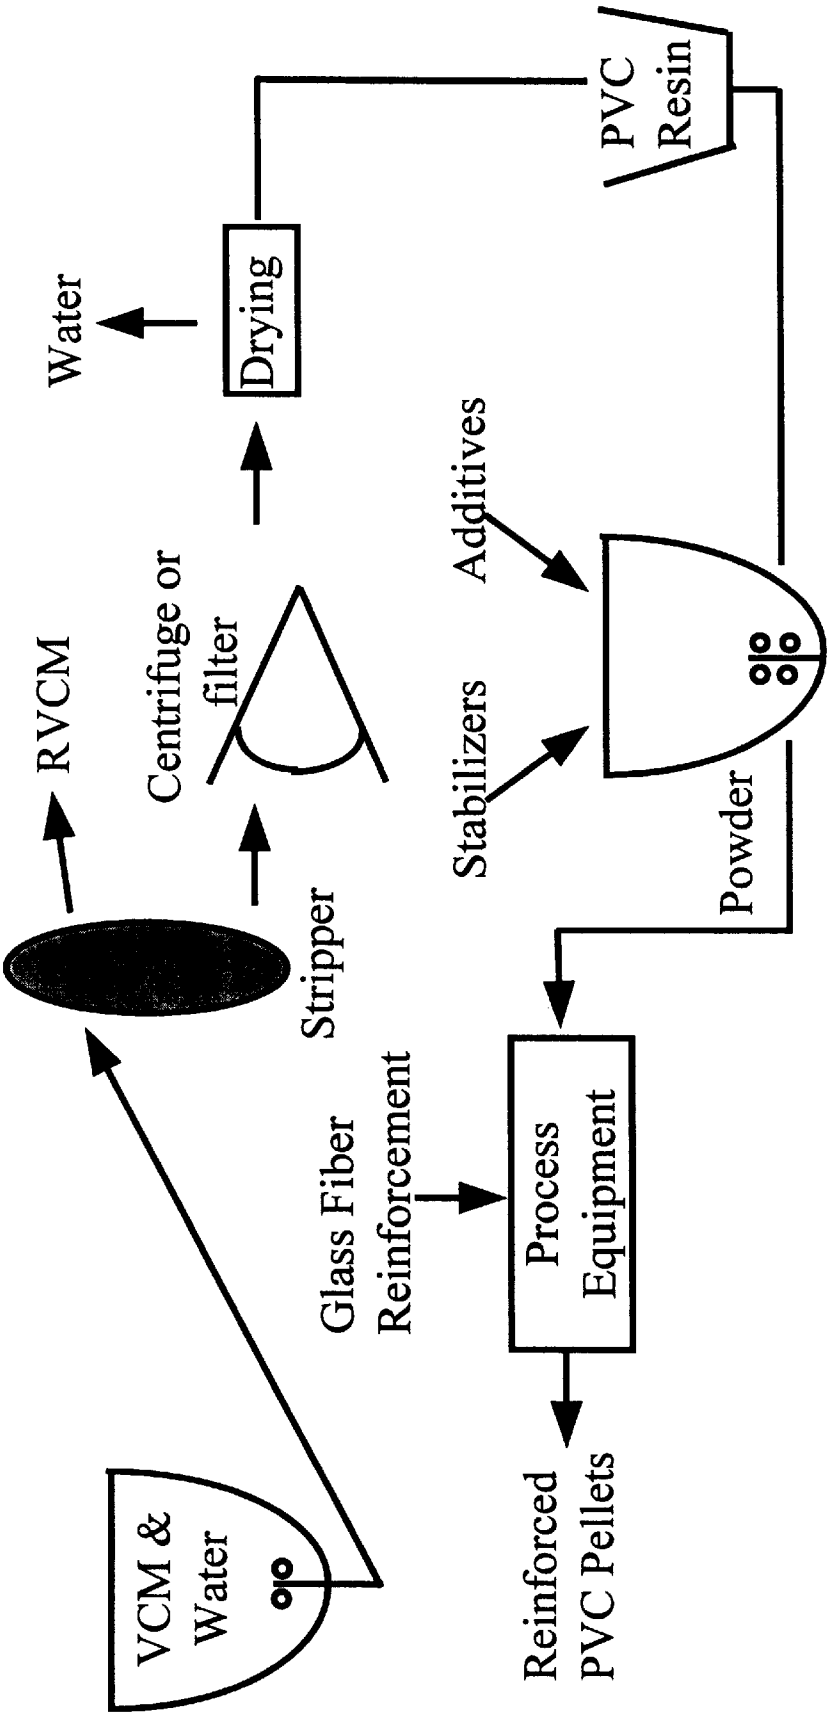 VCM &
Water
Stripper
RVCM
Centrifuge or
filter
Drying
Water
PVC
Resin
Additives
Stabilizers
Powder
Glass Fiber
Reinforcement
Process
Equipment
Reinforced
PVC Pellets